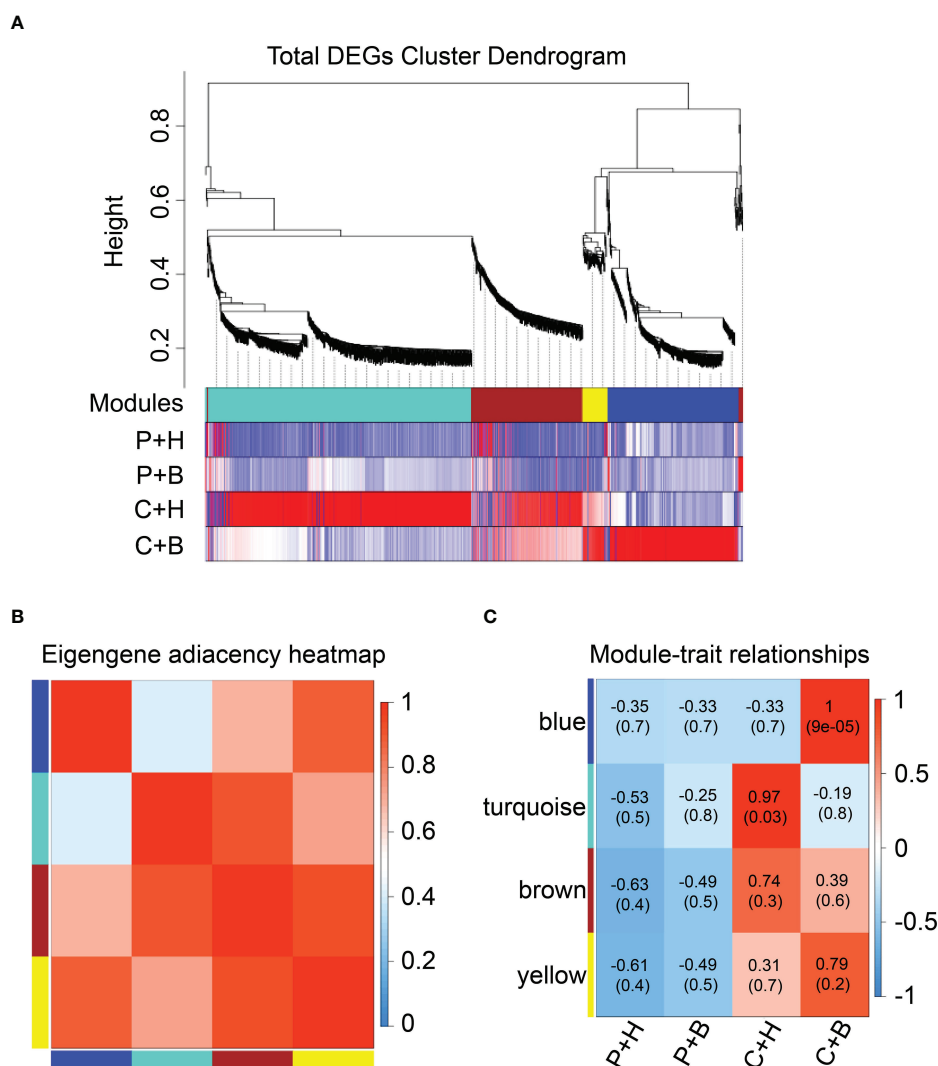 A
Total DEGs Cluster Dendrogram
Height
0.8
0.6
0.4
0.2
Modules
P+H
P+B
C+H
C+B
B
Eigengene adiacency heatmap
1
0.8
0.6
0.4
0.2
0
C
Module-trait relationships
blue
-0.35 -0.33 -0.33 1
(0.7) (0.7) (0.7) (9e-05)
turquoise
-0.53 -0.25 0.97 -0.19
(0.5) (0.8) (0.03) (0.8)
brown
-0.63 -0.49 0.74 0.39
(0.4) (0.5) (0.3) (0.6)
yellow
-0.61 -0.49 0.31 0.79
(0.4) (0.5) (0.7) (0.2)
P+H P+B C+H C+B
1
0.5
0
-0.5
-1